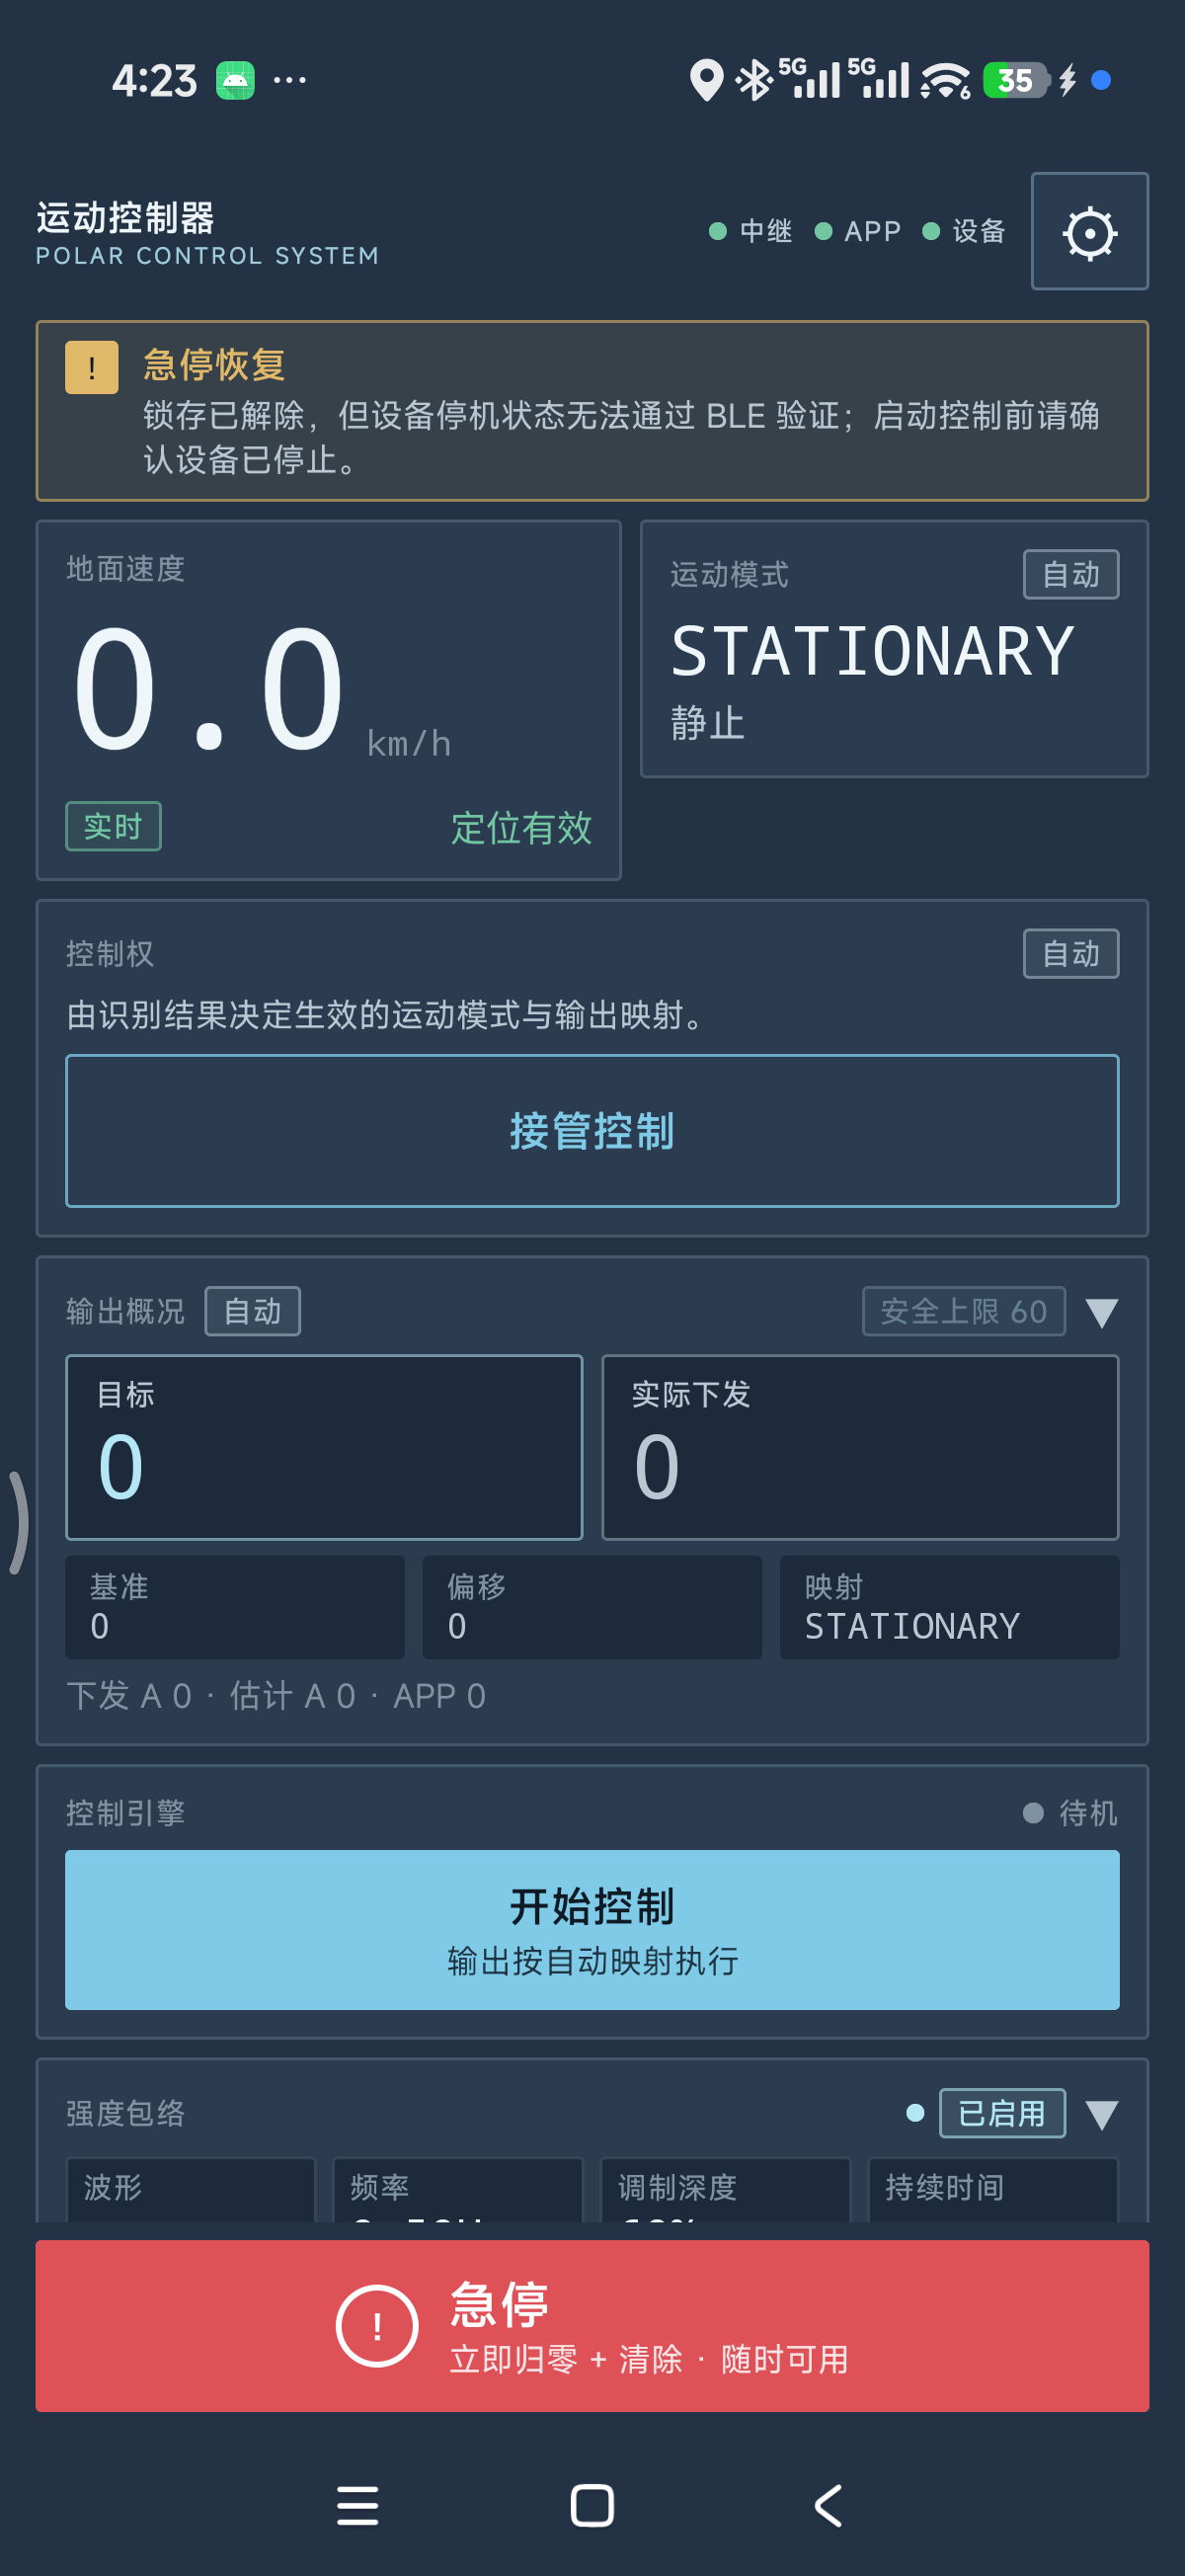 4:23
5G 5G 6 35
运动控制器
POLAR CONTROL SYSTEM
中继 APP 设备
! 急停恢复
锁存已解除，但设备停机状态无法通过 BLE 验证；启动控制前请确
认设备已停止。
地面速度
0.0 km/h
实时 定位有效
运动模式 自动
STATIONARY
静止
控制权 自动
由识别结果决定生效的运动模式与输出映射。
接管控制
输出概况 自动 安全上限 60
目标
0
实际下发
0
基准
0
偏移
0
映射
STATIONARY
下发 A 0 · 估计 A 0 · APP 0
控制引擎 待机
开始控制
输出按自动映射执行
强度包络 已启用
波形 频率 调制深度 持续时间
! 急停
立即归零 + 清除 · 随时可用